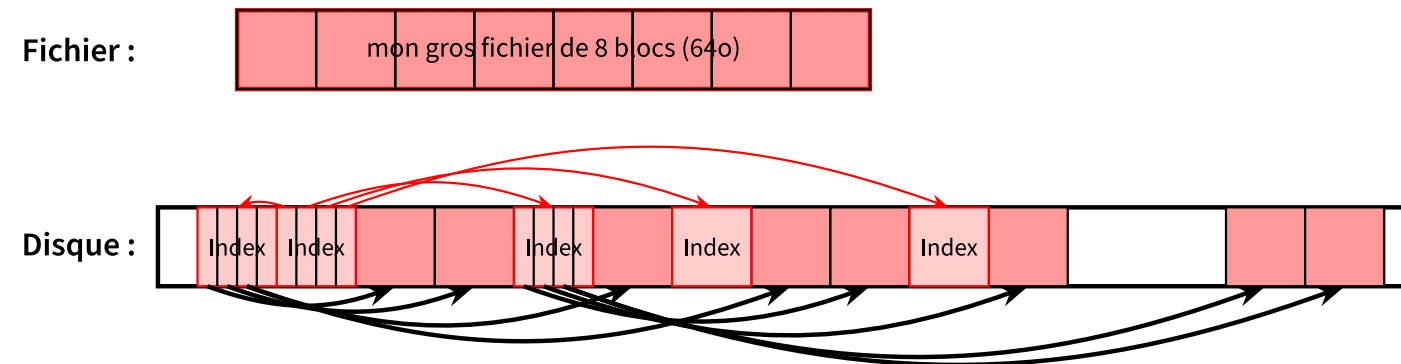 Fichier :
mon gros fichier de 8 blocs (64o)
Disque :
Index
Index
Index
Index
Index